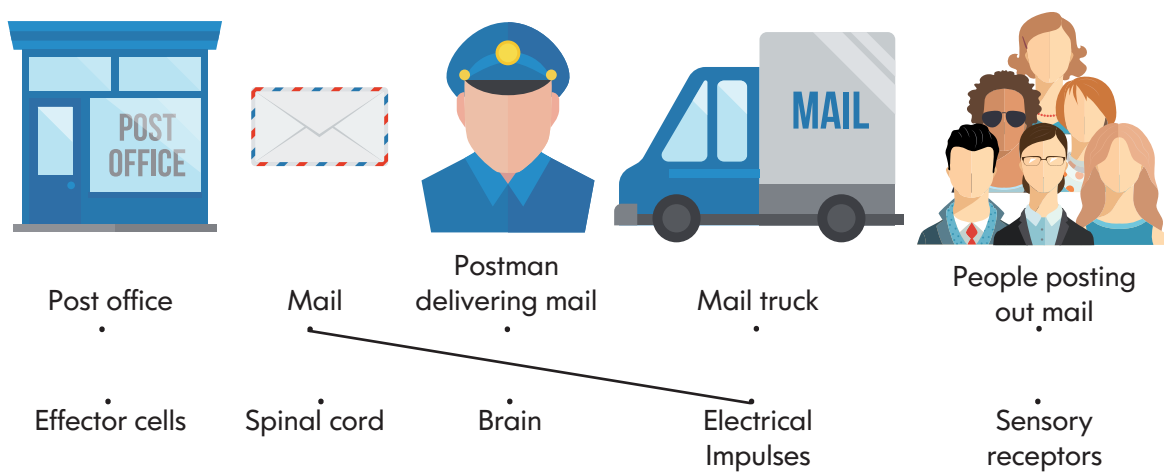 POST
OFFICE
MAIL
Post office
Mail
Postman
delivering mail
Mail truck
People posting
out mail
Effector cells
Spinal cord
Brain
Electrical
Impulses
Sensory
receptors